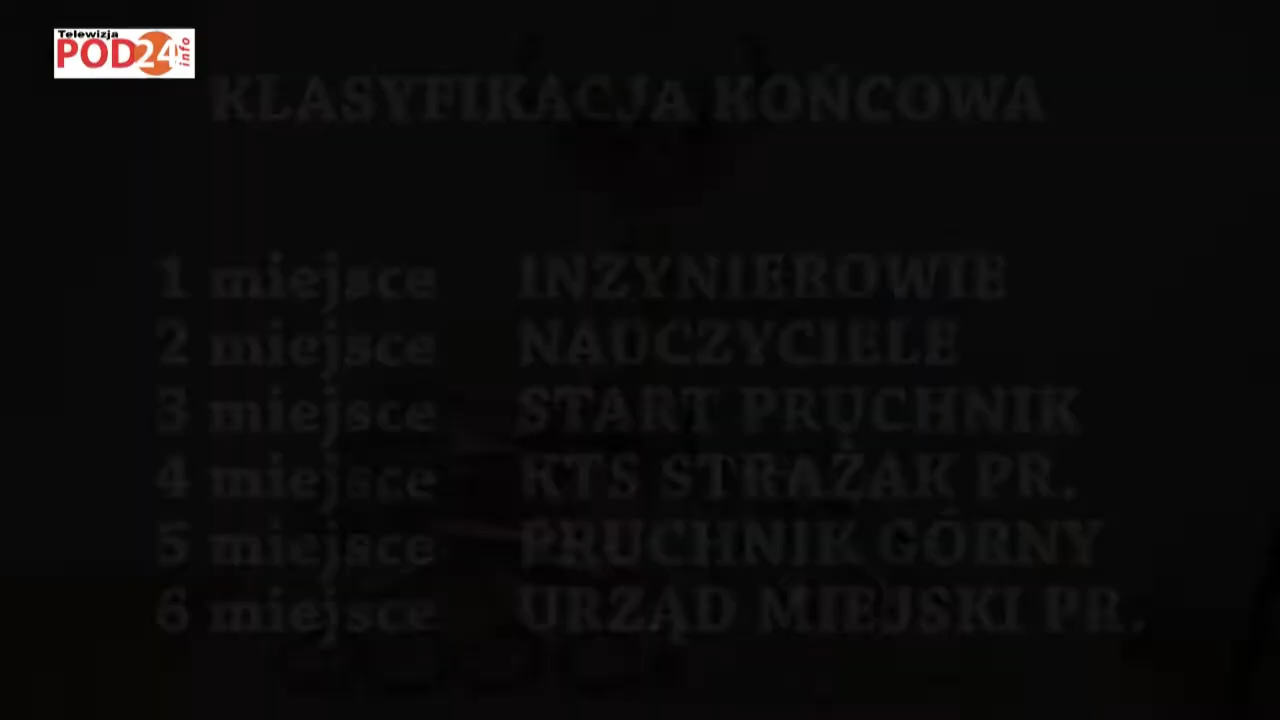 Telewizja
POD24
info
KLASYFIKACJA KOŃCOWA
1 miejsce INŻYNIEROWIE
2 miejsce NAUCZYCIELE
3 miejsce START PRUCHNIK
4 miejsce KTS STRAŻAK PR.
5 miejsce PRUCHNIK GÓRNY
6 miejsce URZĄD MIEJSKI PR.